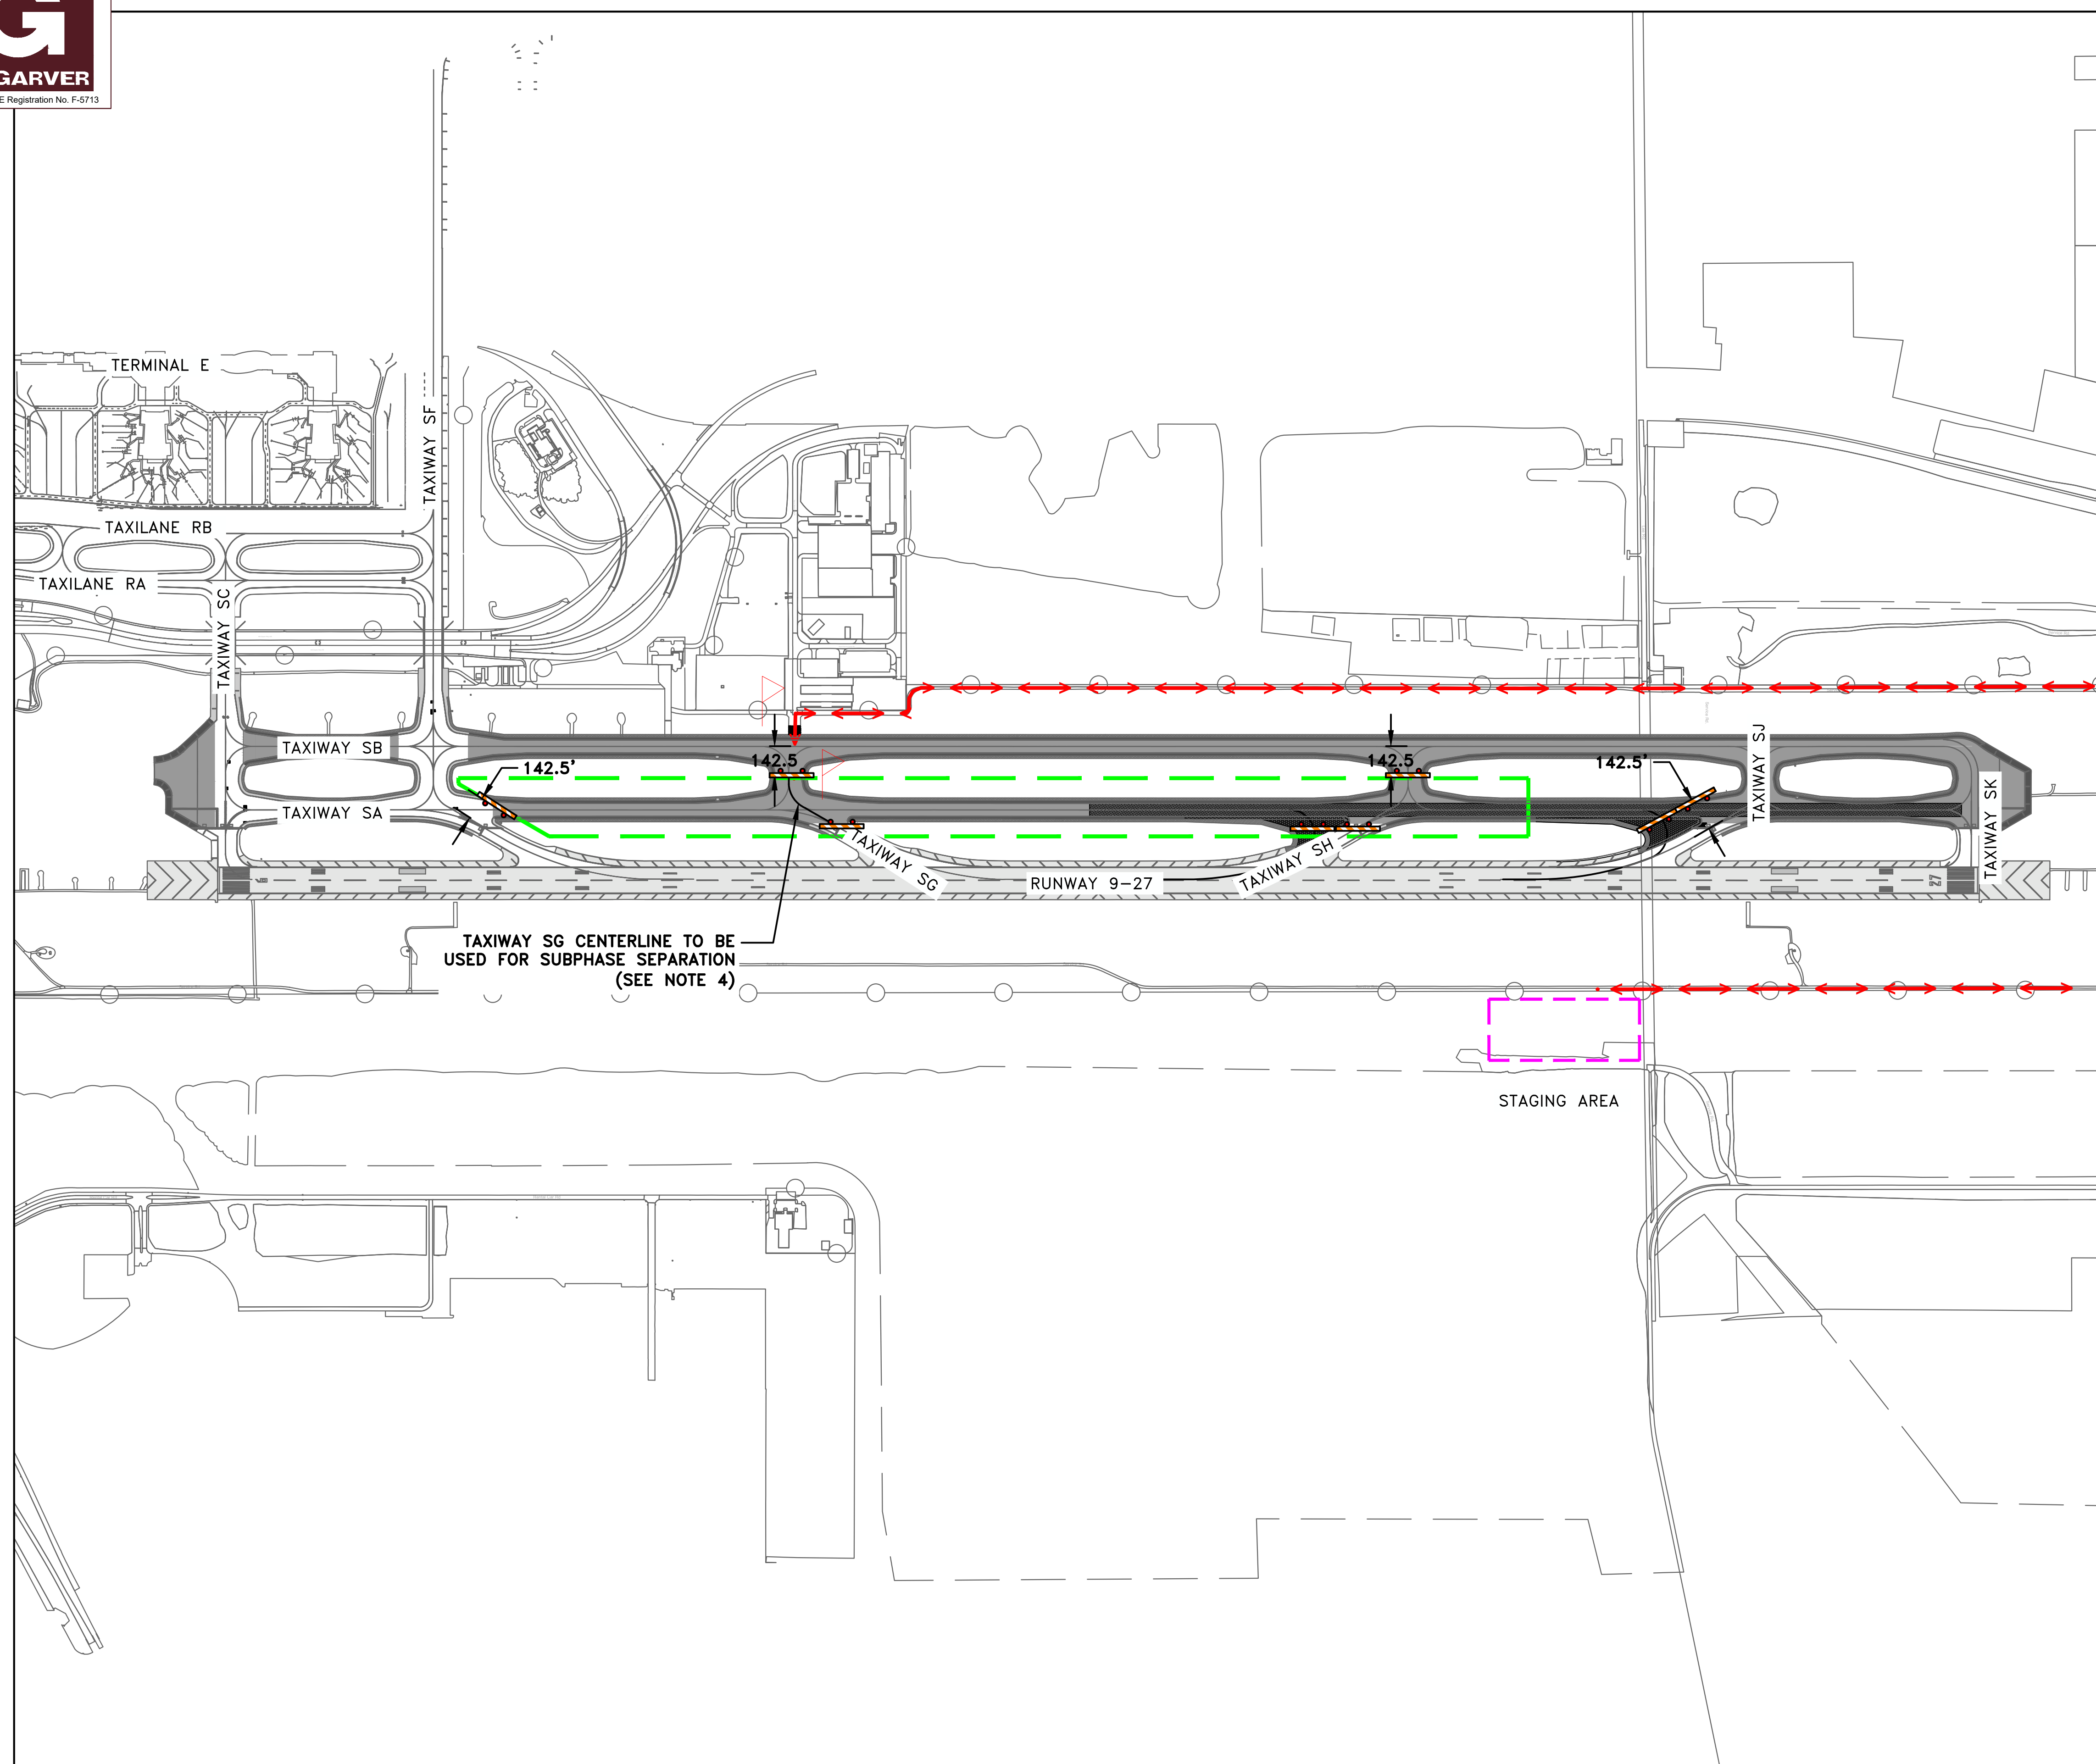 GARVER
E Registration No. F-5713
TERMINAL E
TAXIWAY SF
TAXILANE RB
TAXILANE RA
TAXIWAY SC
TAXIWAY SB
142.5'
142.5
142.5
142.5'
TAXIWAY SJ
TAXIWAY SA
TAXIWAY SK
TAXIWAY SG
TAXIWAY SH
RUNWAY 9-27
27
TAXIWAY SG CENTERLINE TO BE
USED FOR SUBPHASE SEPARATION
(SEE NOTE 4)
STAGING AREA